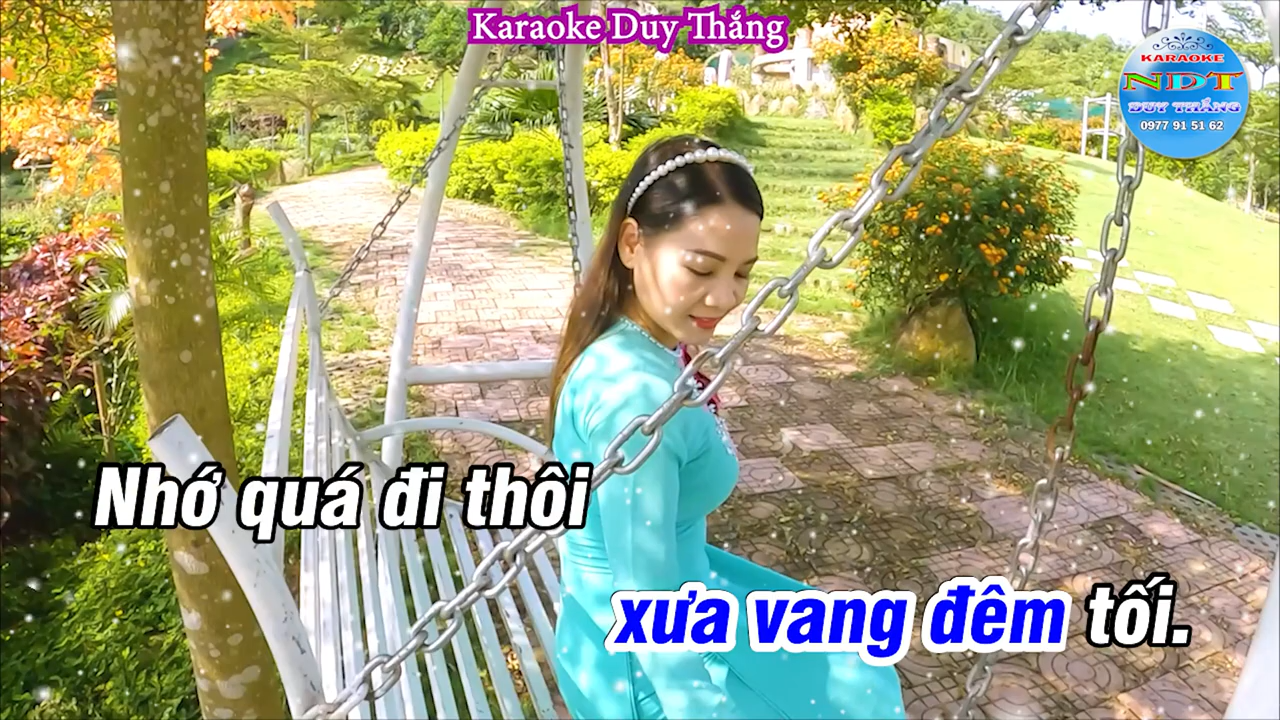 Karaoke Duy Thắng
KARAOKE
NDT
DUY THẮNG
0977 91 51 62
Nhớ quá đi thôi
xưa vang đêm tối.